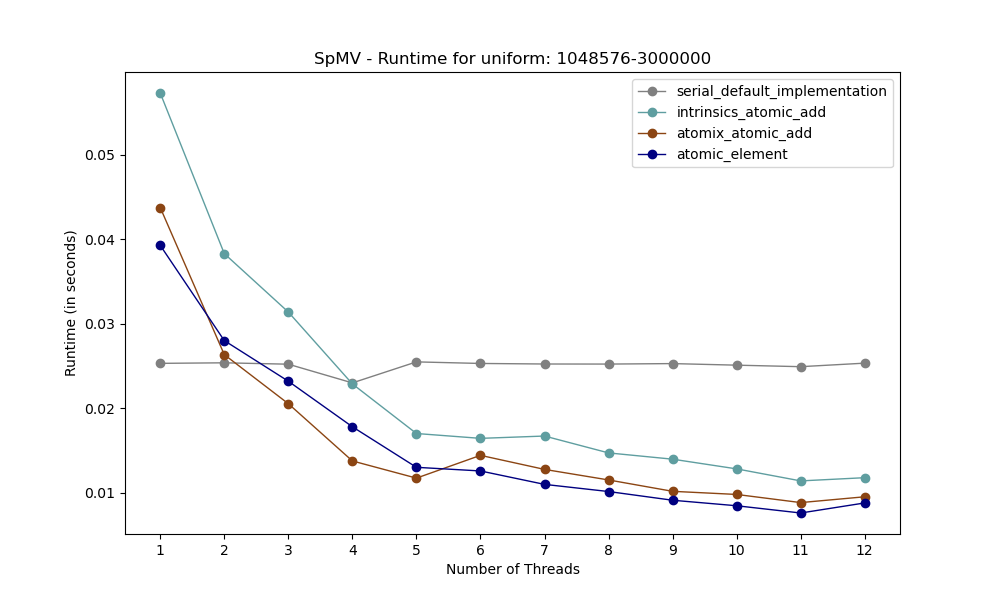 SpMV - Runtime for uniform: 1048576-3000000
serial_default_implementation
intrinsics_atomic_add
atomix_atomic_add
atomic_element
Runtime (in seconds)
0.05
0.04
0.03
0.02
0.01
1 2 3 4 5 6 7 8 9 10 11 12
Number of Threads